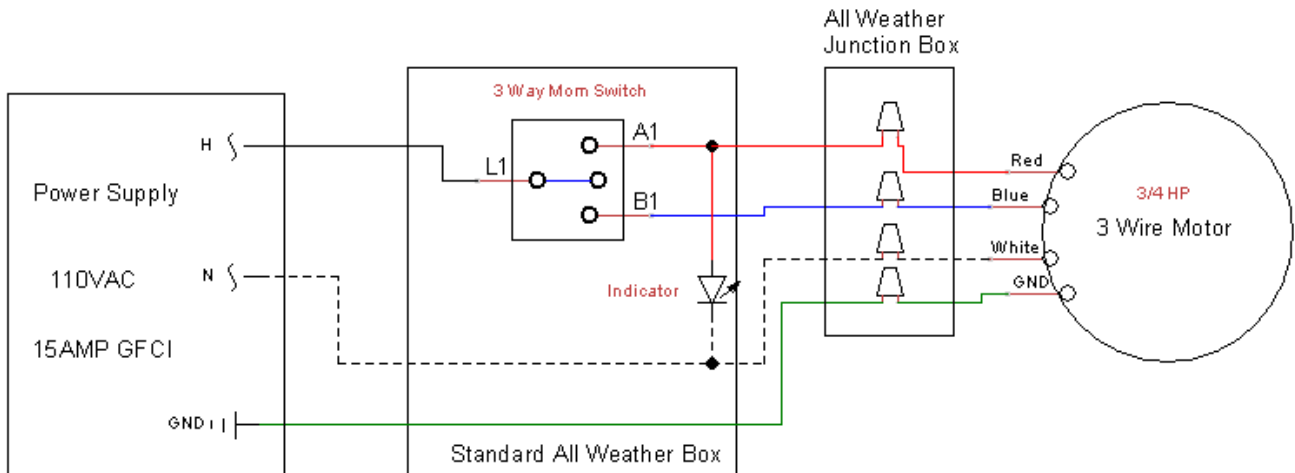 All Weather
Junction Box
3 Way Mom Switch
H
A1
L1
Power Supply
B1
Red
Blue
3/4 HP
3 Wire Motor
White
GND
110VAC
N
Indicator
15AMP GFCI
GND
Standard All Weather Box